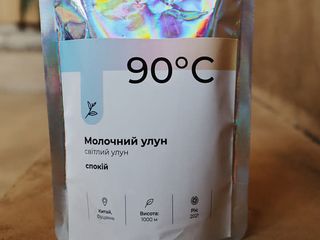 90°C
Молочний улун
світлий улун
спокій
Китай,
Фуцзянь
Висота:
1000 м
Рік:
2021